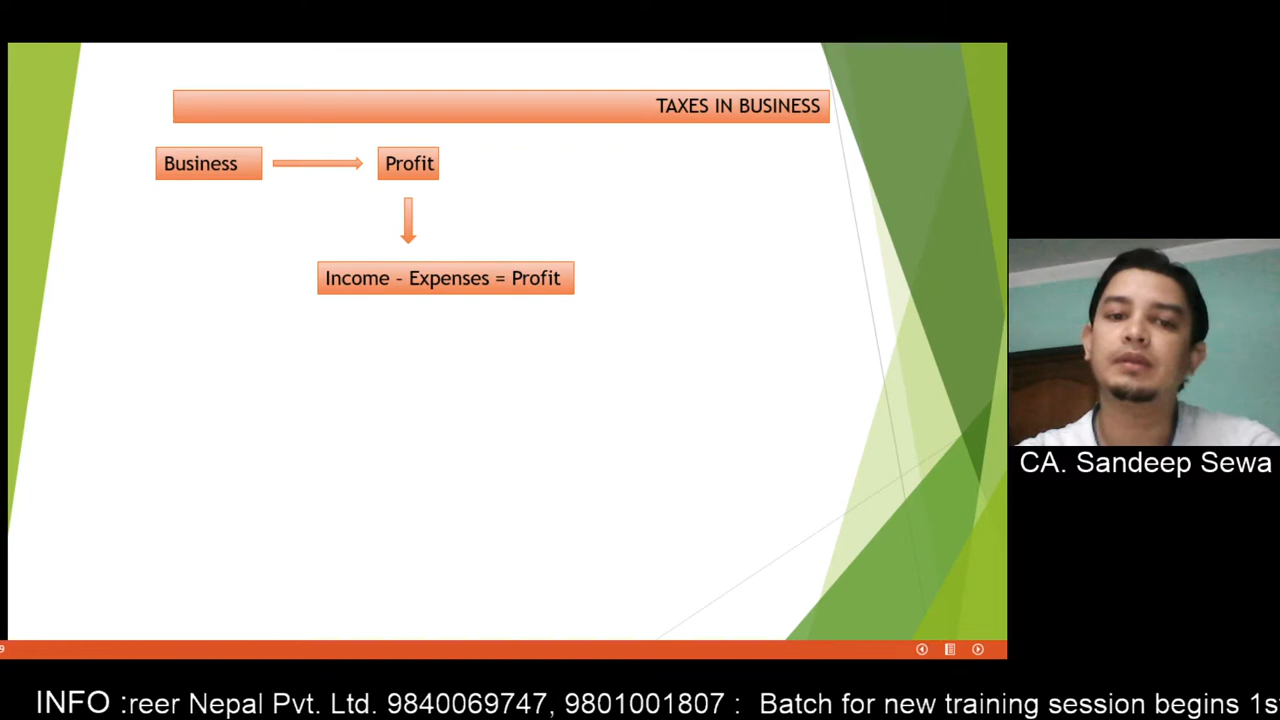 TAXES IN BUSINESS
Business
Profit
Income – Expenses = Profit
CA. Sandeep Sewa
9
INFO :reer Nepal Pvt. Ltd. 9840069747, 9801001807 : Batch for new training session begins 1s